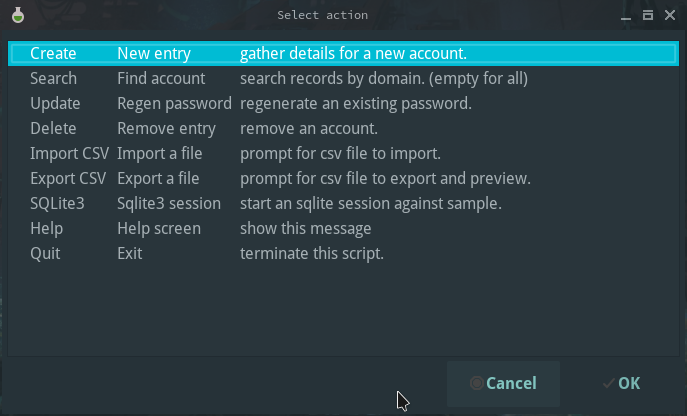 Select action
Create New entry gather details for a new account.
Search Find account search records by domain. (empty for all)
Update Regen password regenerate an existing password.
Delete Remove entry remove an account.
Import CSV Import a file prompt for csv file to import.
Export CSV Export a file prompt for csv file to export and preview.
SQLite3 Sqlite3 session start an sqlite session against sample.
Help Help screen show this message
Quit Exit terminate this script.
Cancel OK